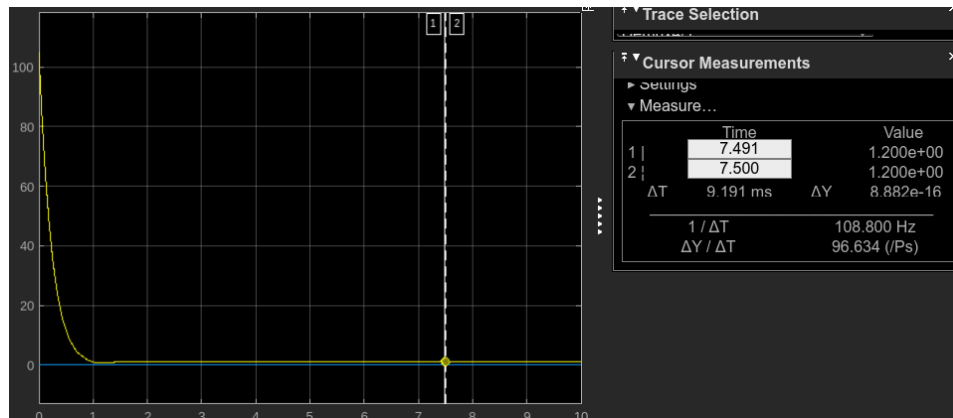 1 2
100
80
60
40
20
0
0 1 2 3 4 5 6 7 8 9 10
Trace Selection
Cursor Measurements
Settings
Measure…
Time Value
1 | 7.491 1.200e+00
2 ¦ 7.500 1.200e+00
ΔT 9.191 ms ΔY 8.882e-16
1 / ΔT 108.800 Hz
ΔY / ΔT 96.634 (/Ps)